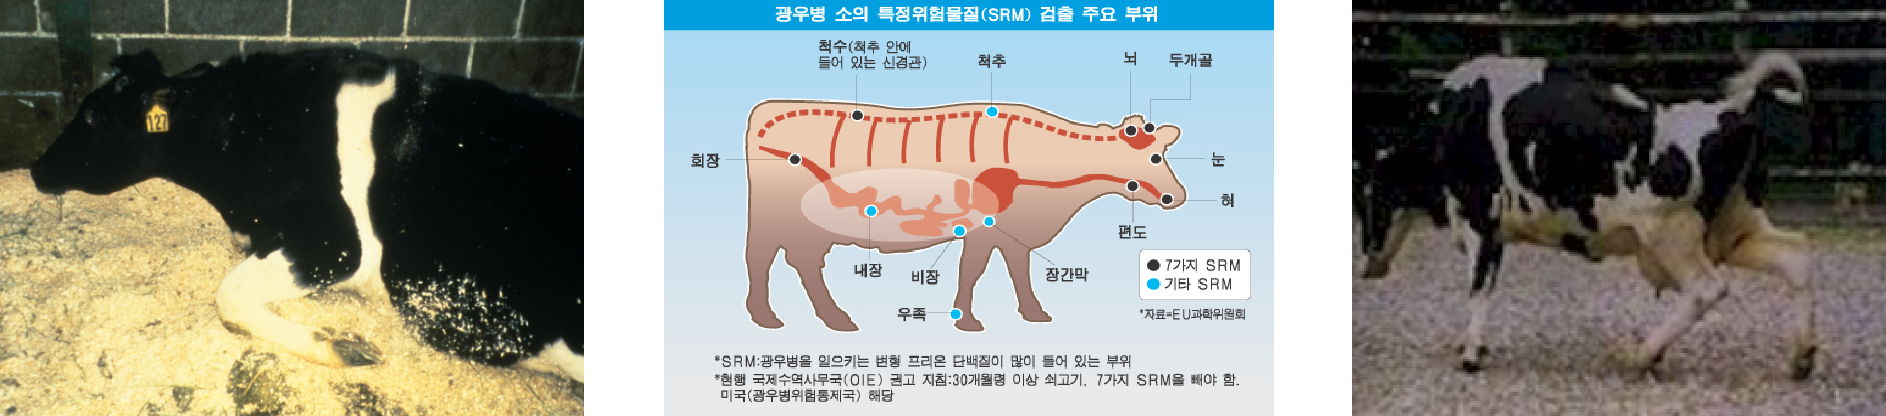 127
광우병 소의 특정위험물질(SRM) 검출 주요 부위
척수(척추 안에
들어 있는 신경관)
척추
뇌
두개골
회장
눈
혀
편도
내장
비장
장간막
우족
7가지 SRM
기타 SRM
*자료=EU과학위원회
*SRM:광우병을 일으키는 변형 프리온 단백질이 많이 들어 있는 부위
*현행 국제수역사무국(OIE) 권고 지침:30개월령 이상 쇠고기, 7가지 SRM을 빼야 함.
미국(광우병위험통제국) 해당